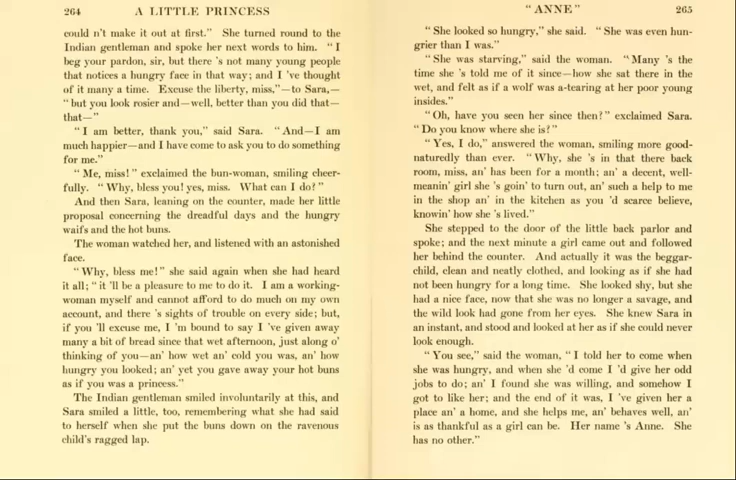 264 A LITTLE PRINCESS
could n't make it out at first." She turned round to the
Indian gentleman and spoke her next words to him. "I
beg your pardon, sir, but there 's not many young people
that notices a hungry face in that way; and I 've thought
of it many a time. Excuse the liberty, miss,"—to Sara,—
"but you look rosier and—well, better than you did that—
that—"
"I am better, thank you," said Sara. "And—I am
much happier—and I have come to ask you to do something
for me."
"Me, miss!" exclaimed the bun-woman, smiling cheer-
fully. "Why, bless you! yes, miss. What can I do?"
And then Sara, leaning on the counter, made her little
proposal concerning the dreadful days and the hungry
waifs and the hot buns.
The woman watched her, and listened with an astonished
face.
"Why, bless me!" she said again when she had heard
it all; "it 'll be a pleasure to me to do it. I am a working-
woman myself and cannot afford to do much on my own
account, and there 's sights of trouble on every side; but,
if you 'll excuse me, I 'm bound to say I 've given away
many a bit of bread since that wet afternoon, just along o'
thinking of you—an' how wet an' cold you was, an' how
hungry you looked; an' yet you gave away your hot buns
as if you was a princess."
The Indian gentleman smiled involuntarily at this, and
Sara smiled a little, too, remembering what she had said
to herself when she put the buns down on the ravenous
child's ragged lap.
"ANNE" 265
"She looked so hungry," she said. "She was even hun-
grier than I was."
"She was starving," said the woman. "Many 's the
time she 's told me of it since—how she sat there in the
wet, and felt as if a wolf was a-tearing at her poor young
insides."
"Oh, have you seen her since then?" exclaimed Sara.
"Do you know where she is?"
"Yes, I do," answered the woman, smiling more good-
naturedly than ever. "Why, she 's in that there back
room, miss, an' has been for a month; an' a decent, well-
meanin' girl she 's goin' to turn out, an' such a help to me
in the shop an' in the kitchen as you 'd scarce believe,
knowin' how she 's lived."
She stepped to the door of the little back parlor and
spoke; and the next minute a girl came out and followed
her behind the counter. And actually it was the beggar-
child, clean and neatly clothed, and looking as if she had
not been hungry for a long time. She looked shy, but she
had a nice face, now that she was no longer a savage, and
the wild look had gone from her eyes. She knew Sara in
an instant, and stood and looked at her as if she could never
look enough.
"You see," said the woman, "I told her to come when
she was hungry, and when she 'd come I 'd give her odd
jobs to do; an' I found she was willing, and somehow I
got to like her; and the end of it was, I 've given her a
place an' a home, and she helps me, an' behaves well, an'
is as thankful as a girl can be. Her name 's Anne. She
has no other."